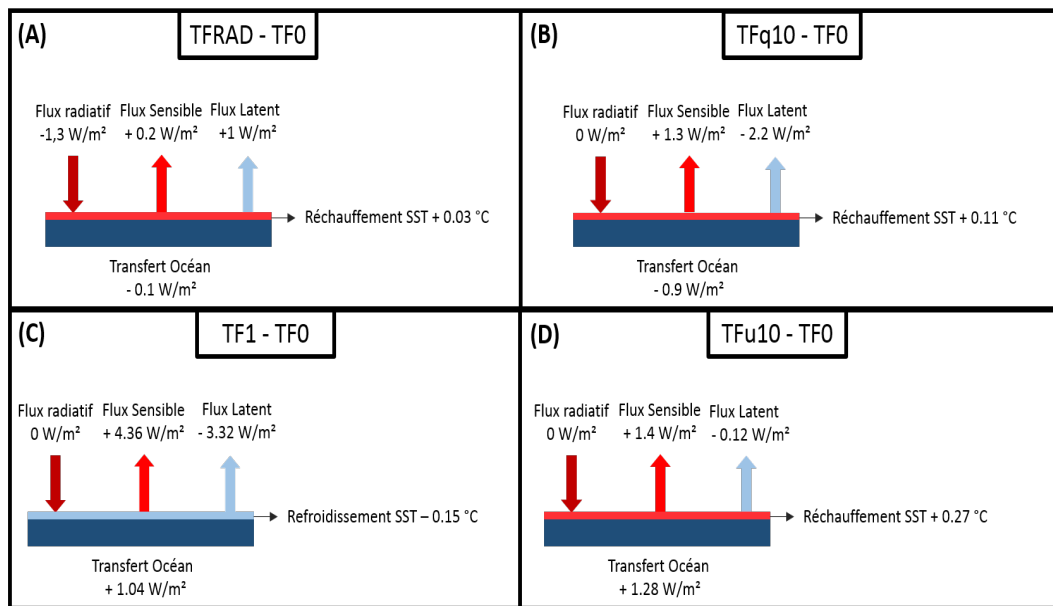 (A)
TFRAD - TF0
Flux radiatif
-1,3 W/m²
Flux Sensible
+ 0.2 W/m²
Flux Latent
+1 W/m²
Réchauffement SST + 0.03 °C
Transfert Océan
- 0.1 W/m²
(B)
TFq10 - TF0
Flux radiatif
0 W/m²
Flux Sensible
+ 1.3 W/m²
Flux Latent
- 2.2 W/m²
Réchauffement SST + 0.11 °C
Transfert Océan
- 0.9 W/m²
(C)
TF1 - TF0
Flux radiatif
0 W/m²
Flux Sensible
+ 4.36 W/m²
Flux Latent
- 3.32 W/m²
Refroidissement SST – 0.15 °C
Transfert Océan
+ 1.04 W/m²
(D)
TFu10 - TF0
Flux radiatif
0 W/m²
Flux Sensible
+ 1.4 W/m²
Flux Latent
- 0.12 W/m²
Réchauffement SST + 0.27 °C
Transfert Océan
+ 1.28 W/m²